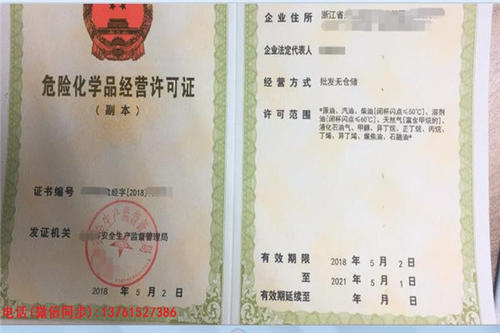 危险化学品经营许可证
（副本）
证书编号 经字[2018]
发证机关 安全生产监督管理局
2018 年 5 月 2 日
电话(微信同步) 13761527386
企业住所 浙江省
企业法定代表人
经营方式 批发无仓储
许可范围
*原油、汽油、柴油[闭杯闪点≤60℃]、溶剂
油[闭杯闪点≤60℃]、天然气[富含甲烷的]、
液化石油气、甲醇、异丁烷、正丁烷、丙烷、
丁烯、异丁烯、煤焦油、石脑油*
有效期限 2018 年 5 月 2 日
至 2021 年 5 月 1 日
有效期延续至 年 月 日